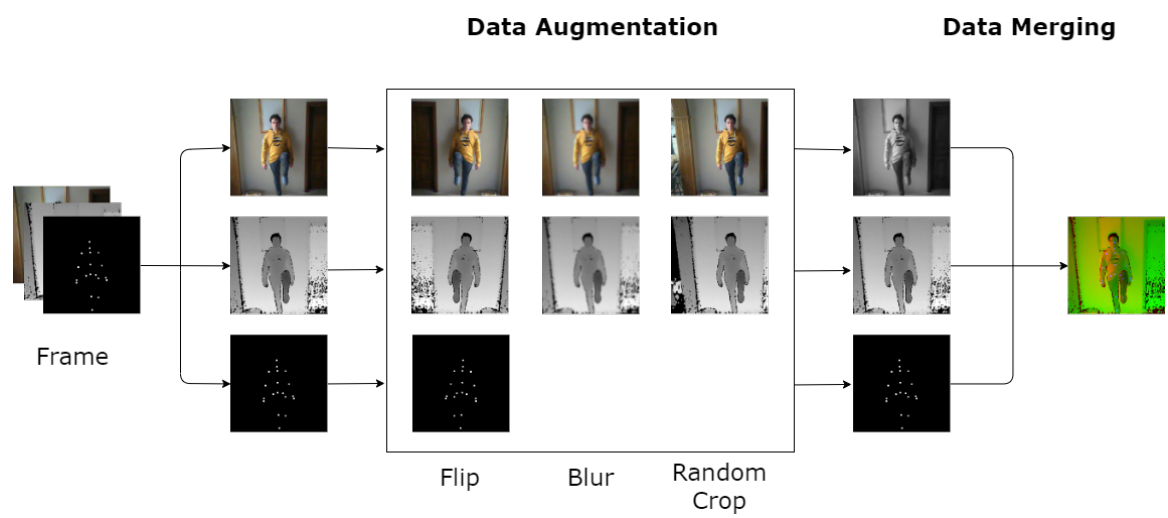 Data Augmentation
Data Merging
Frame
Flip
Blur
Random
Crop